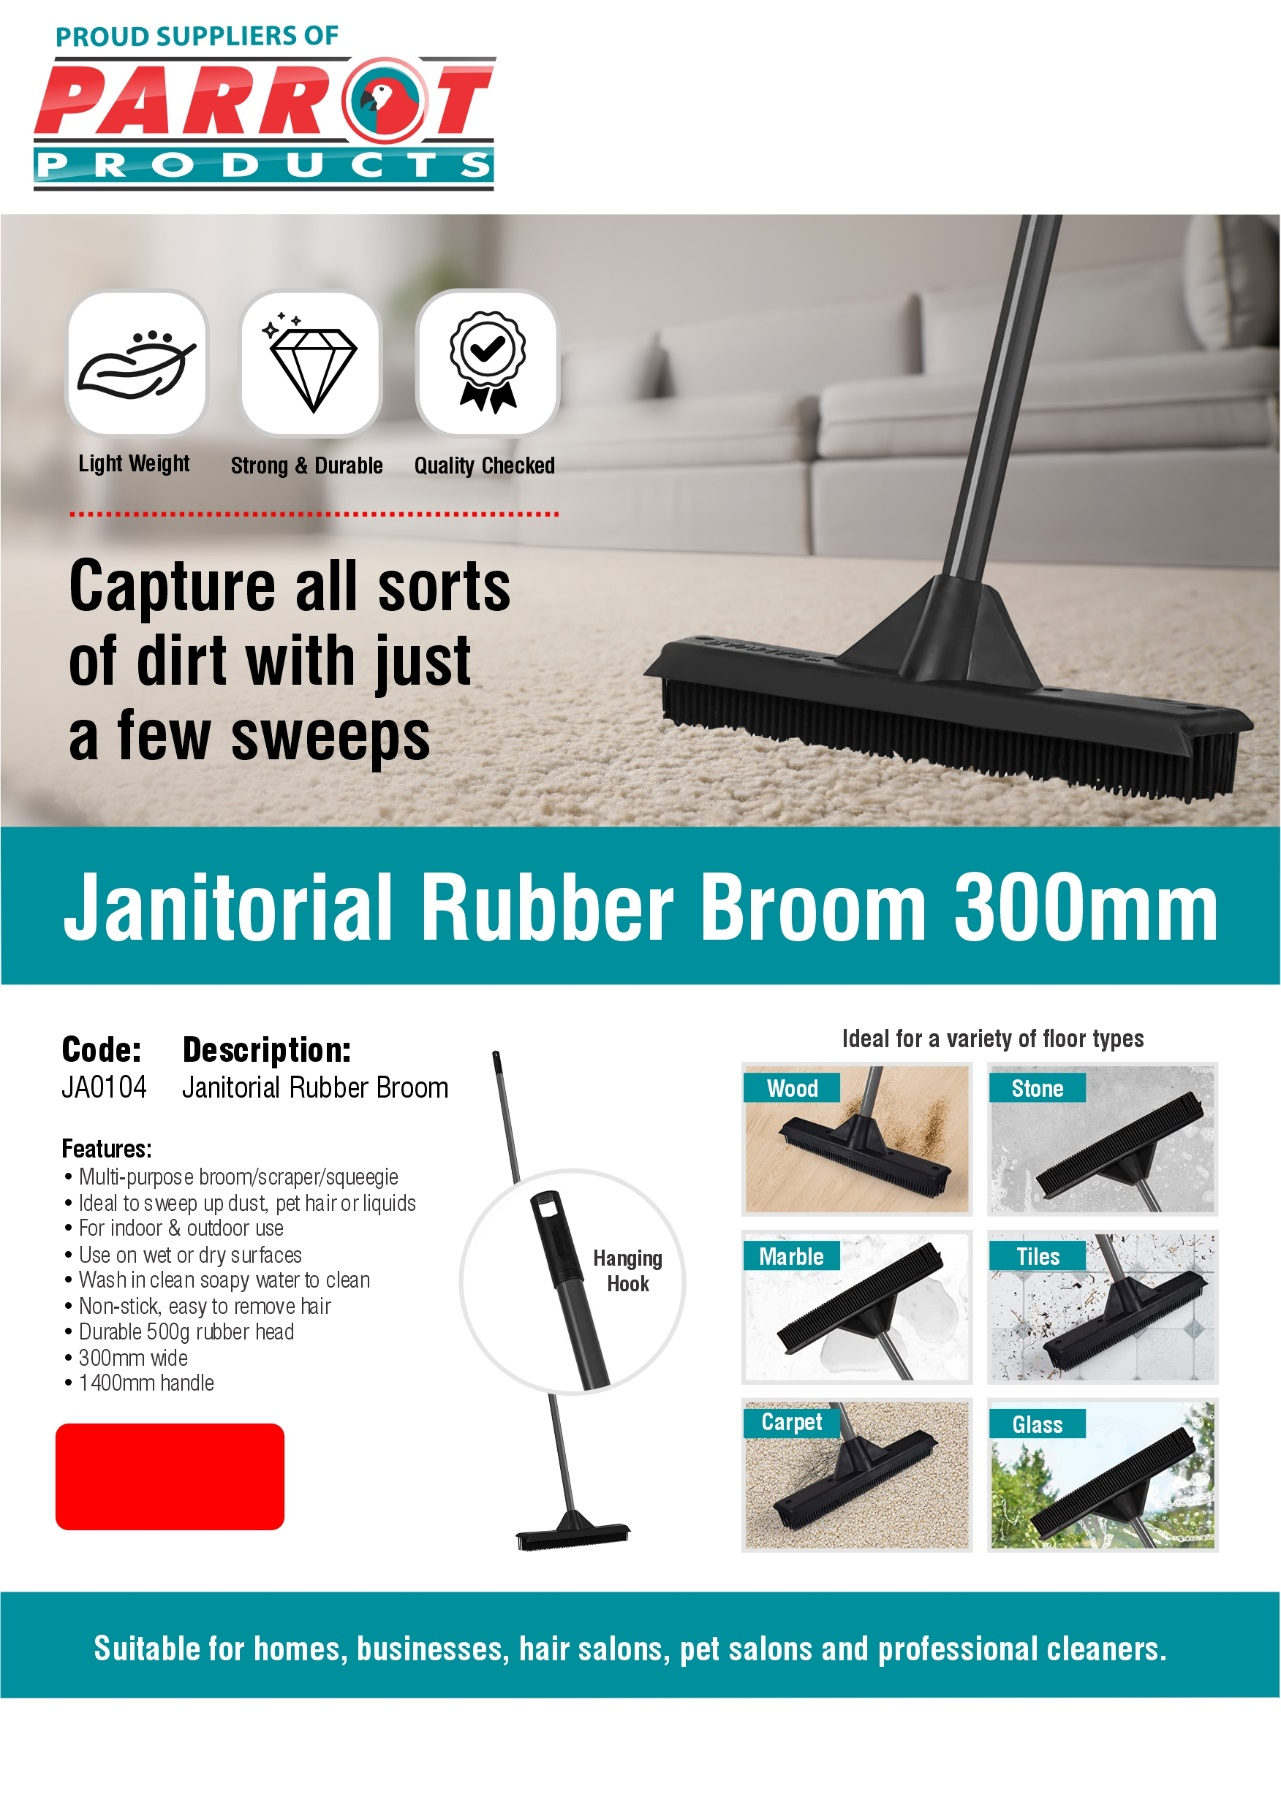 PROUD SUPPLIERS OF
PARROT
PRODUCTS
Light Weight
Strong & Durable
Quality Checked
Capture all sorts
of dirt with just
a few sweeps
Janitorial Rubber Broom 300mm
Code: Description:
JA0104 Janitorial Rubber Broom
Features:
• Multi-purpose broom/scraper/squeegie
• Ideal to sweep up dust, pet hair or liquids
• For indoor & outdoor use
• Use on wet or dry surfaces
• Wash in clean soapy water to clean
• Non-stick, easy to remove hair
• Durable 500g rubber head
• 300mm wide
• 1400mm handle
Hanging
Hook
Ideal for a variety of floor types
Wood
Stone
Marble
Tiles
Carpet
Glass
Suitable for homes, businesses, hair salons, pet salons and professional cleaners.